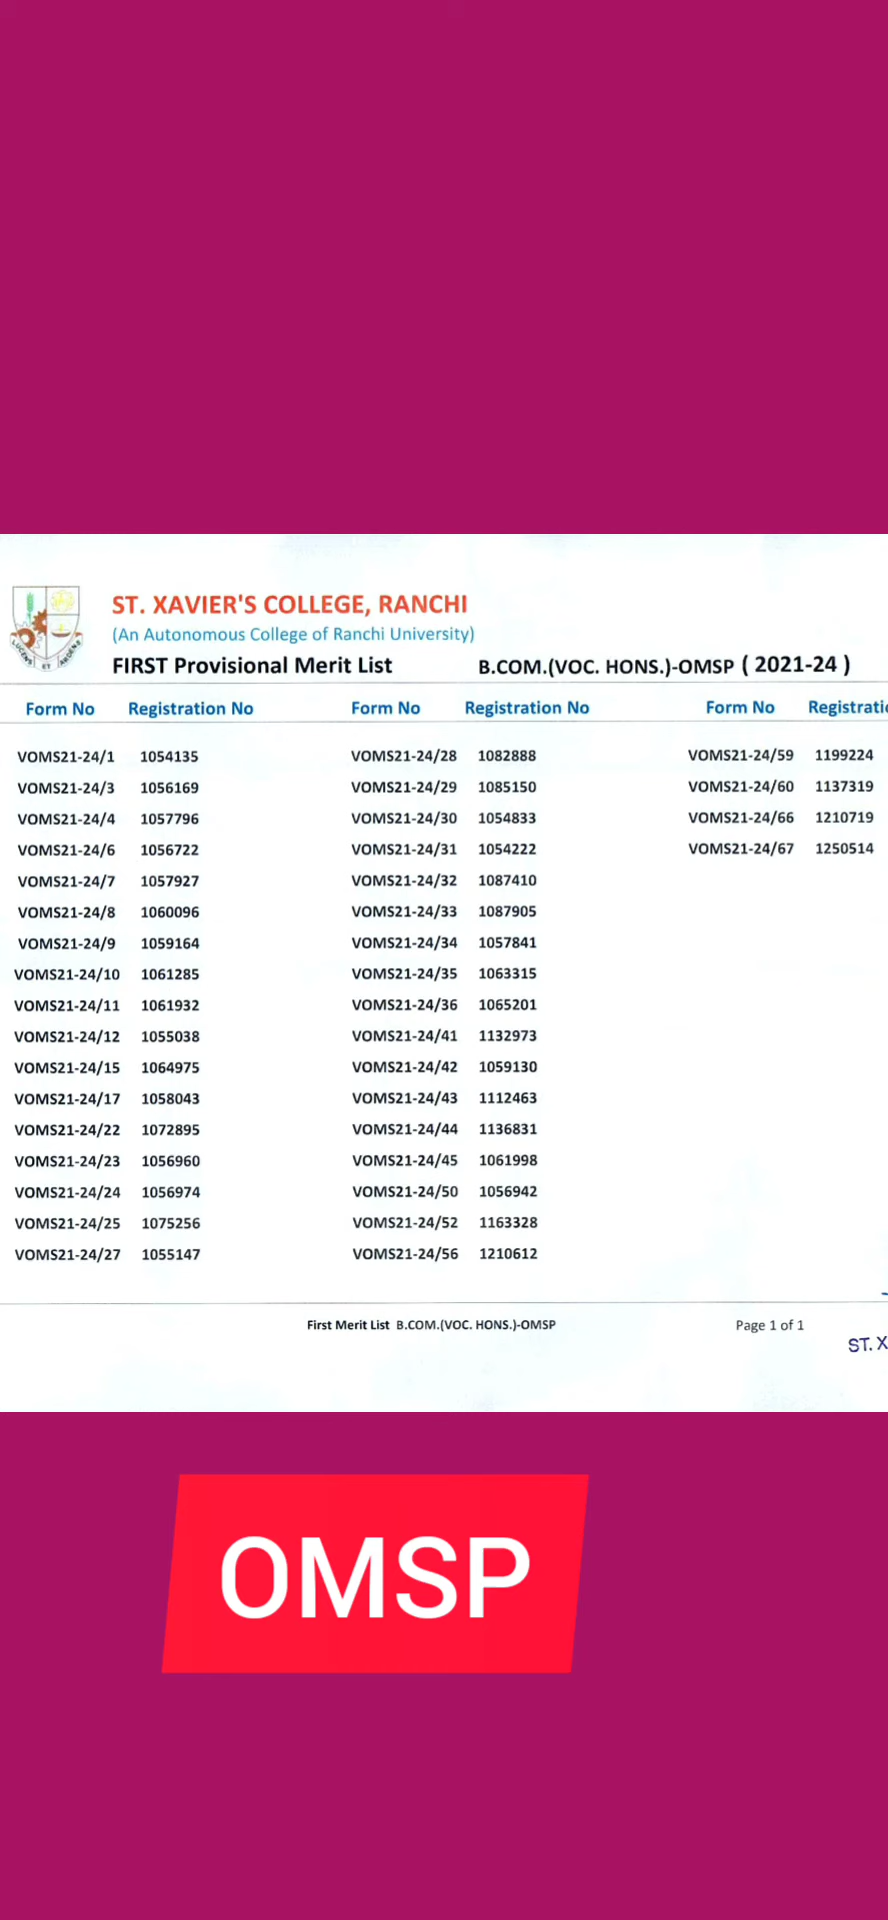 ST. XAVIER'S COLLEGE, RANCHI
(An Autonomous College of Ranchi University)
FIRST Provisional Merit List B.COM.(VOC. HONS.)-OMSP ( 2021-24 )
Form No Registration No Form No Registration No Form No Registrati
VOMS21-24/1 1054135 VOMS21-24/28 1082888 VOMS21-24/59 1199224
VOMS21-24/3 1056169 VOMS21-24/29 1085150 VOMS21-24/60 1137319
VOMS21-24/4 1057796 VOMS21-24/30 1054833 VOMS21-24/66 1210719
VOMS21-24/6 1056722 VOMS21-24/31 1054222 VOMS21-24/67 1250514
VOMS21-24/7 1057927 VOMS21-24/32 1087410
VOMS21-24/8 1060096 VOMS21-24/33 1087905
VOMS21-24/9 1059164 VOMS21-24/34 1057841
VOMS21-24/10 1061285 VOMS21-24/35 1063315
VOMS21-24/11 1061932 VOMS21-24/36 1065201
VOMS21-24/12 1055038 VOMS21-24/41 1132973
VOMS21-24/15 1064975 VOMS21-24/42 1059130
VOMS21-24/17 1058043 VOMS21-24/43 1112463
VOMS21-24/22 1072895 VOMS21-24/44 1136831
VOMS21-24/23 1056960 VOMS21-24/45 1061998
VOMS21-24/24 1056974 VOMS21-24/50 1056942
VOMS21-24/25 1075256 VOMS21-24/52 1163328
VOMS21-24/27 1055147 VOMS21-24/56 1210612
First Merit List B.COM.(VOC. HONS.)-OMSP Page 1 of 1
ST. X
OMSP